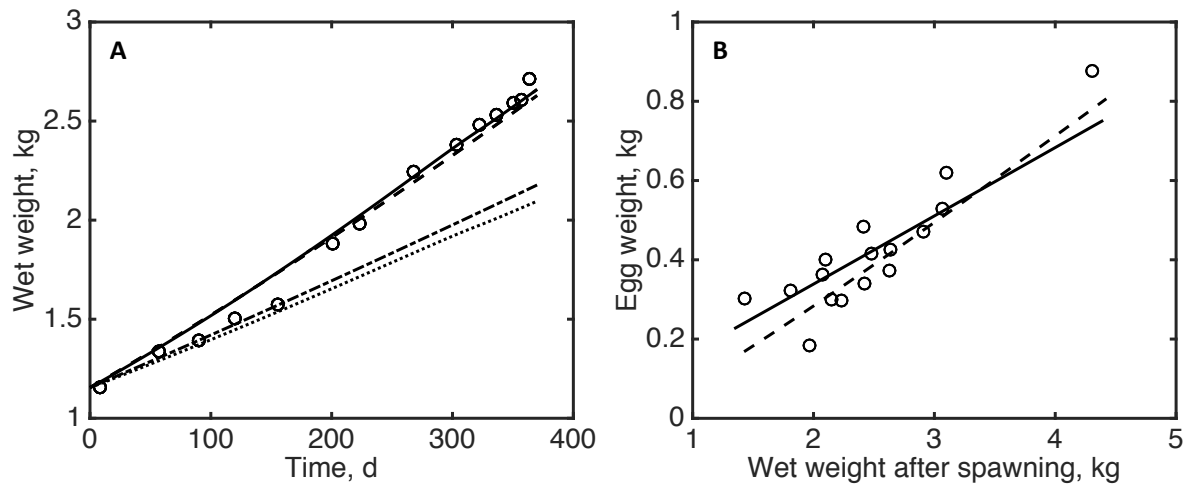 A
3
2.5
2
1.5
1
Wet weight, kg
0 100 200 300 400
Time, d
B
1
0.8
0.6
0.4
0.2
0
Egg weight, kg
1 2 3 4 5
Wet weight after spawning, kg